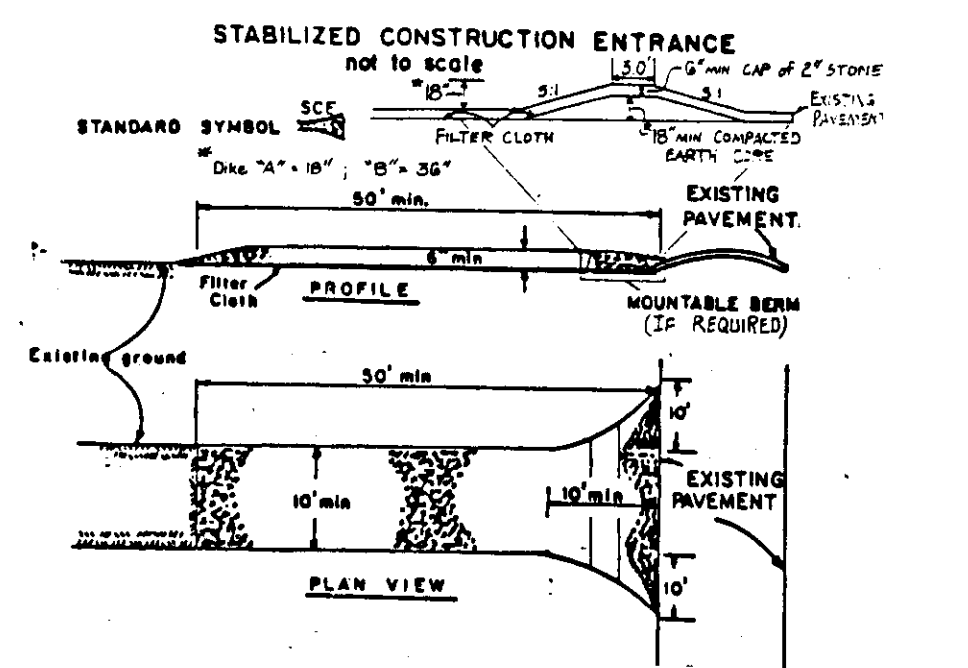 STABILIZED CONSTRUCTION ENTRANCE
not to scale
3.0'
6" MIN CAP of 2" STONE
*18"
5:1
5:1
EXISTING PAVEMENT
SCE
STANDARD SYMBOL
FILTER CLOTH
*18" MIN COMPACTED
EARTH CORE
* Dike "A" = 18" ; "B" = 36"
50' min.
EXISTING
PAVEMENT
6" min
Filter
Cloth
PROFILE
MOUNTABLE BERM
(IF REQUIRED)
Existing ground
50' min
10'
10' min
10' min
EXISTING
PAVEMENT
10'
PLAN VIEW